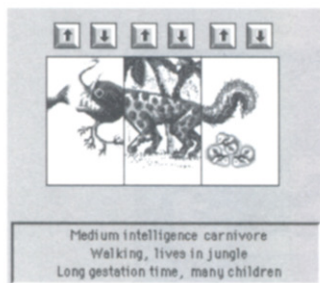 Medium intelligence carnivore
Walking, lives in jungle
Long gestation time, many children